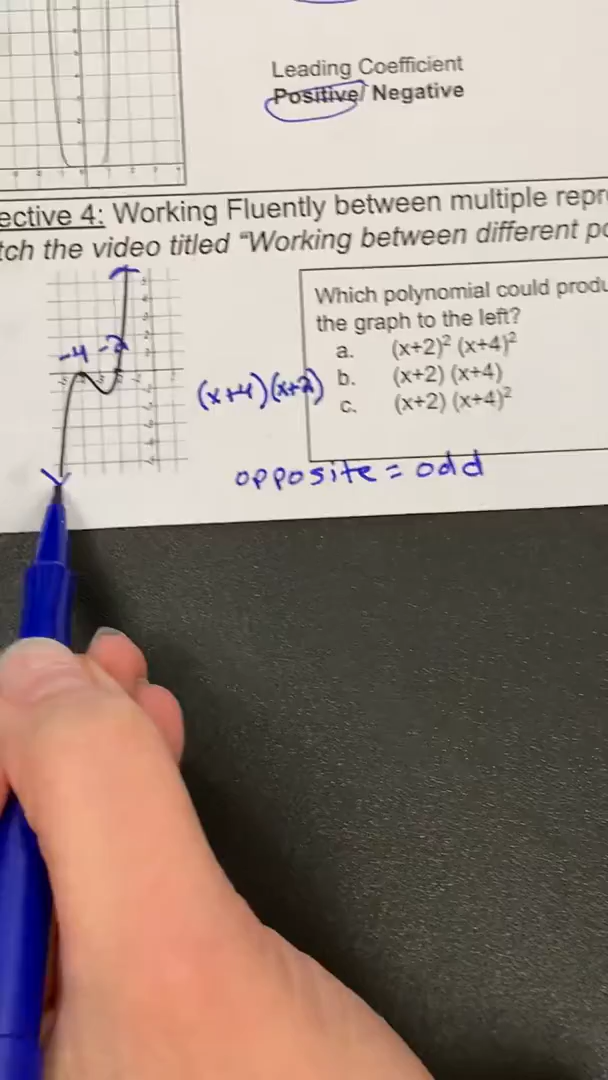 Leading Coefficient
Positive/ Negative
ective 4: Working Fluently between multiple repr
tch the video titled "Working between different po
-4 -2
Which polynomial could produ
the graph to the left?
a. (x+2)² (x+4)²
(x+4)(x+2)
b. (x+2) (x+4)
c. (x+2) (x+4)²
opposite = odd